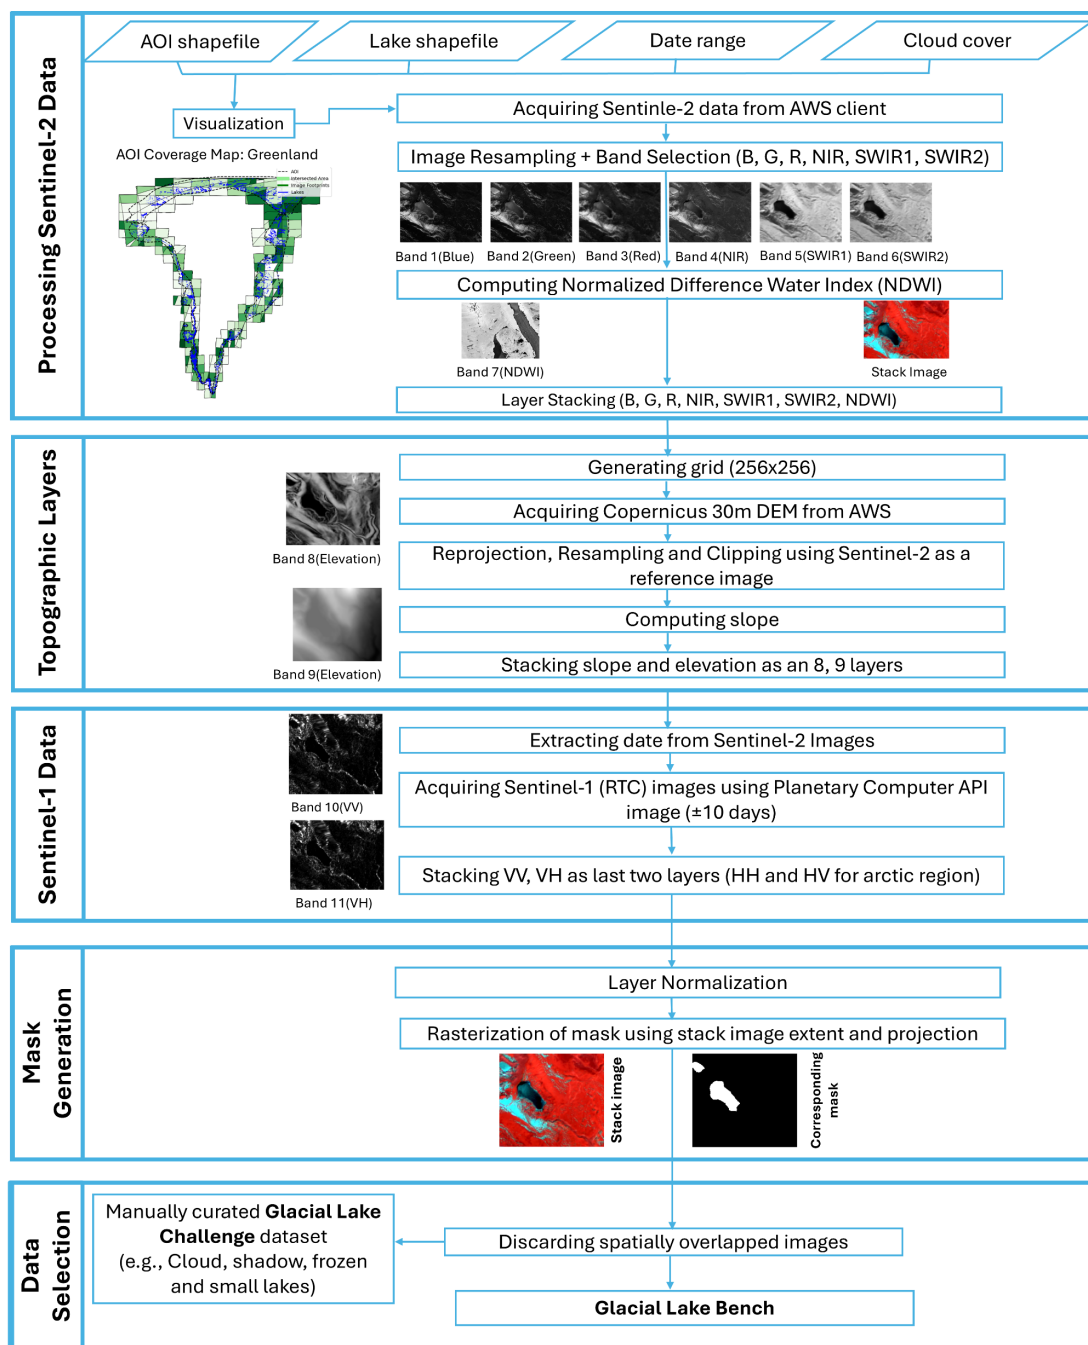 Processing Sentinel-2 Data
AOI shapefile
Lake shapefile
Date range
Cloud cover
Visualization
Acquiring Sentinle-2 data from AWS client
AOI Coverage Map: Greenland
AOI
Intersected Area
Image Footprints
Lakes
Image Resampling + Band Selection (B, G, R, NIR, SWIR1, SWIR2)
Band 1(Blue)
Band 2(Green)
Band 3(Red)
Band 4(NIR)
Band 5(SWIR1)
Band 6(SWIR2)
Computing Normalized Difference Water Index (NDWI)
Band 7(NDWI)
Stack Image
Layer Stacking (B, G, R, NIR, SWIR1, SWIR2, NDWI)
Topographic Layers
Generating grid (256x256)
Acquiring Copernicus 30m DEM from AWS
Band 8(Elevation)
Reprojection, Resampling and Clipping using Sentinel-2 as a
reference image
Computing slope
Band 9(Elevation)
Stacking slope and elevation as an 8, 9 layers
Sentinel-1 Data
Extracting date from Sentinel-2 Images
Band 10(VV)
Acquiring Sentinel-1 (RTC) images using Planetary Computer API
image (±10 days)
Stacking VV, VH as last two layers (HH and HV for arctic region)
Band 11(VH)
Mask
Generation
Layer Normalization
Rasterization of mask using stack image extent and projection
Stack image
Corresponding
mask
Data
Selection
Manually curated Glacial Lake
Challenge dataset
(e.g., Cloud, shadow, frozen
and small lakes)
Discarding spatially overlapped images
Glacial Lake Bench